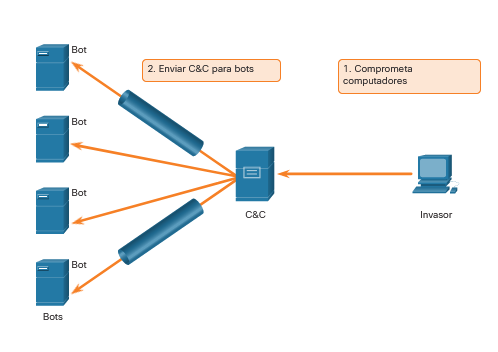 Bot
2. Enviar C&C para bots
1. Comprometa
computadores
Bot
Bot
C&C
Invasor
Bot
Bots